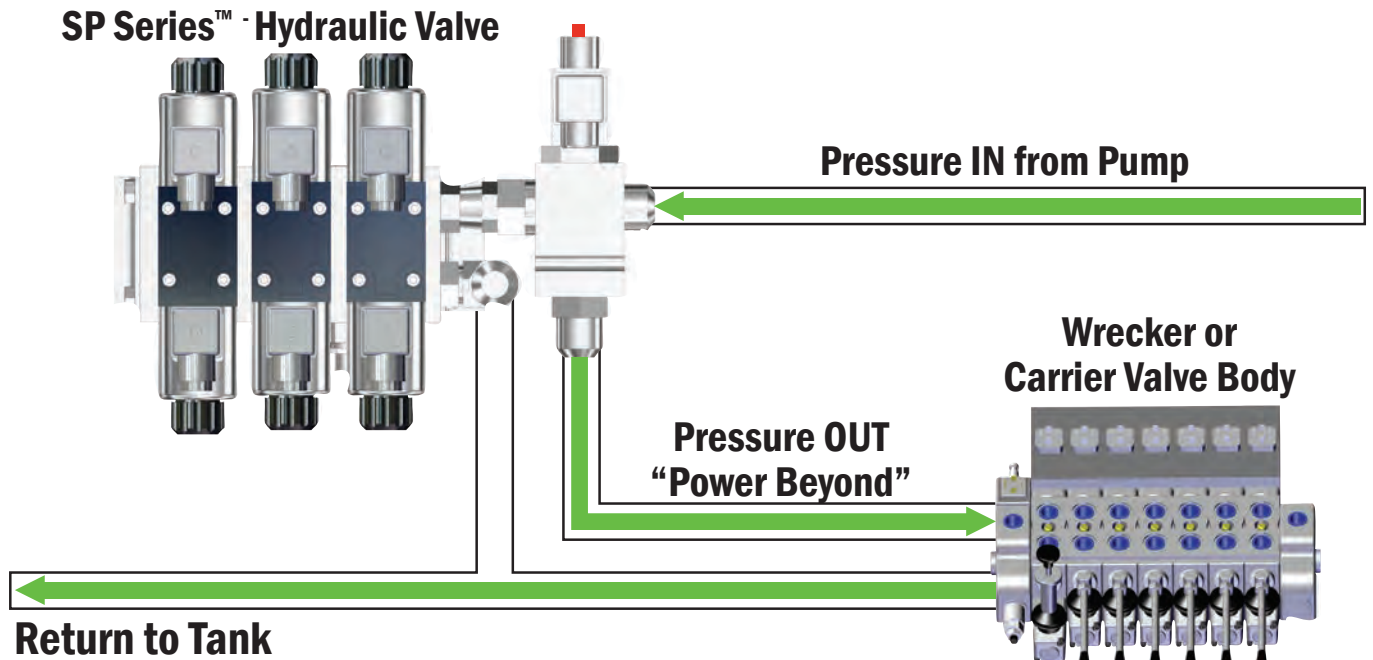 SP Series™ - Hydraulic Valve
Pressure IN from Pump
Wrecker or
Carrier Valve Body
Pressure OUT
“Power Beyond”
Return to Tank